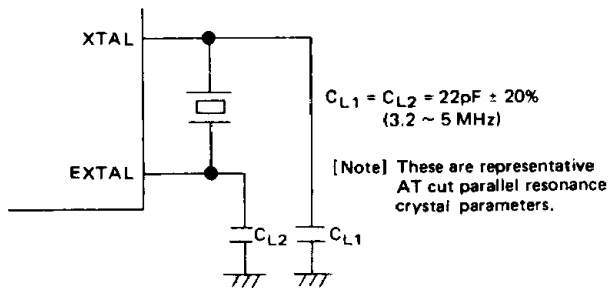 XTAL
C_L1 = C_L2 = 22pF ± 20%
(3.2 ~ 5 MHz)
EXTAL
[Note] These are representative
AT cut parallel resonance
crystal parameters.
C_L2
C_L1